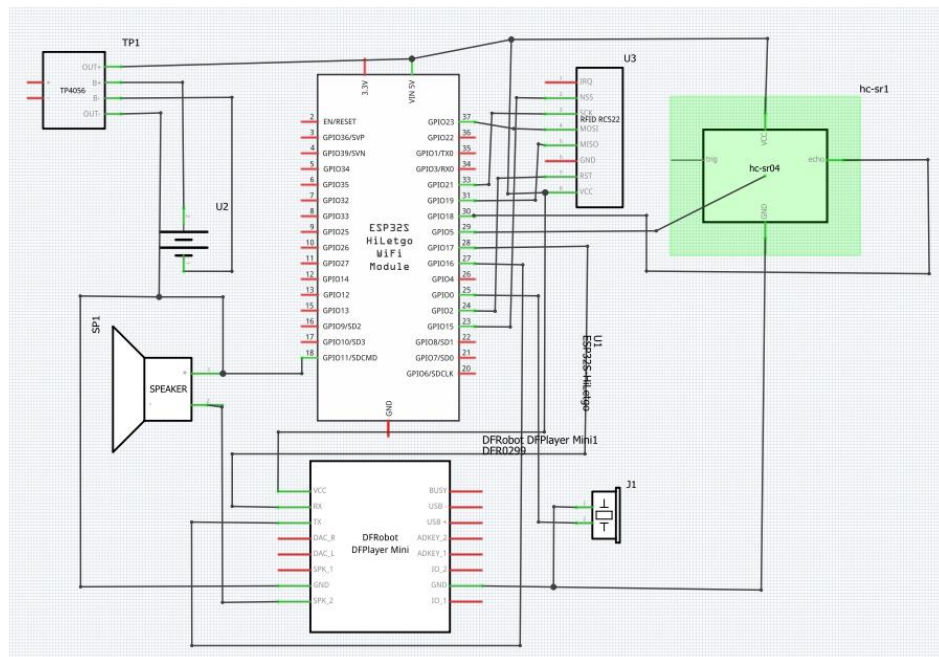 TP1
OUT+
B+
B-
OUT-
+
-
TP4056
U2
SP1
SPEAKER
+
-
3.3V
VIN 5V
2 EN/RESET
3 GPIO36/SVP
4 GPIO39/SVN
5 GPIO34
6 GPIO35
7 GPIO32
8 GPIO33
9 GPIO25
10 GPIO26
11 GPIO27
12 GPIO14
13 GPIO12
15 GPIO13
16 GPIO9/SD2
17 GPIO10/SD3
18 GPIO11/SDCMD
ESP32S
HiLetgo
WiFi
Module
GPIO23 37
GPIO22 36
GPIO1/TX0 35
GPIO3/RX0 34
GPIO21 33
GPIO19 31
GPIO18 30
GPIO5 29
GPIO17 28
GPIO16 27
GPIO4 26
GPIO0 25
GPIO2 24
GPIO15 23
GPIO8/SD1 22
GPIO7/SD0 21
GPIO6/SDCLK 20
GND
U3
IRQ
NSS
SCK
RFID RC522
MOSI
MISO
GND
RST
VCC
hc-sr1
VCC
trig
echo
hc-sr04
GND
U1
ESP32S-HiLetgo
DFRobot DFPlayer Mini1
DFR0299
VCC
RX
TX
DAC_R
DAC_L
SPK_1
GND
SPK_2
DFRobot
DFPlayer Mini
BUSY
USB -
USB +
ADKEY_2
ADKEY_1
IO_2
GND
IO_1
J1